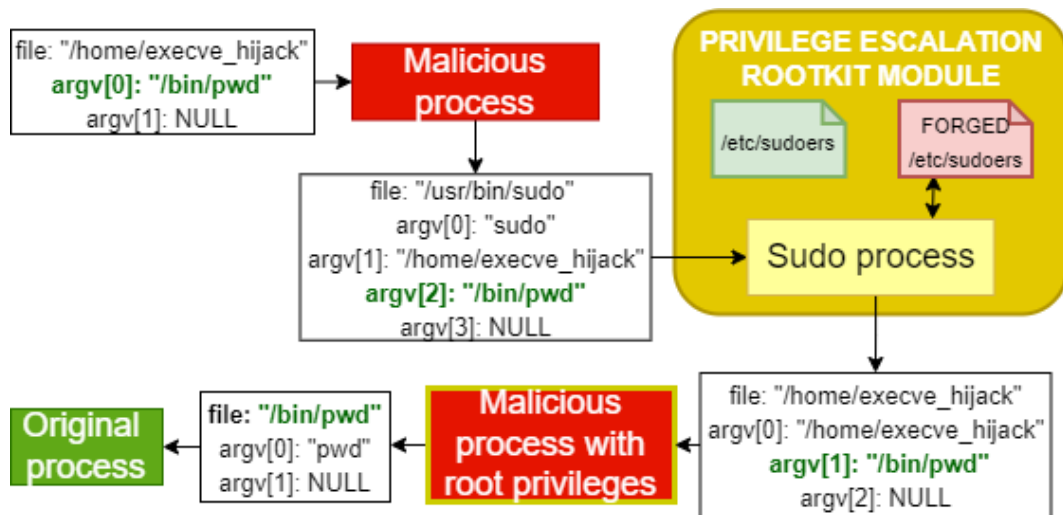 file: "/home/execve_hijack"
argv[0]: "/bin/pwd"
argv[1]: NULL
Malicious
process
PRIVILEGE ESCALATION
ROOTKIT MODULE
/etc/sudoers
FORGED
/etc/sudoers
file: "/usr/bin/sudo"
argv[0]: "sudo"
argv[1]: "/home/execve_hijack"
argv[2]: "/bin/pwd"
argv[3]: NULL
Sudo process
file: "/home/execve_hijack"
argv[0]: "/home/execve_hijack"
argv[1]: "/bin/pwd"
argv[2]: NULL
Malicious
process with
root privileges
file: "/bin/pwd"
argv[0]: "pwd"
argv[1]: NULL
Original
process